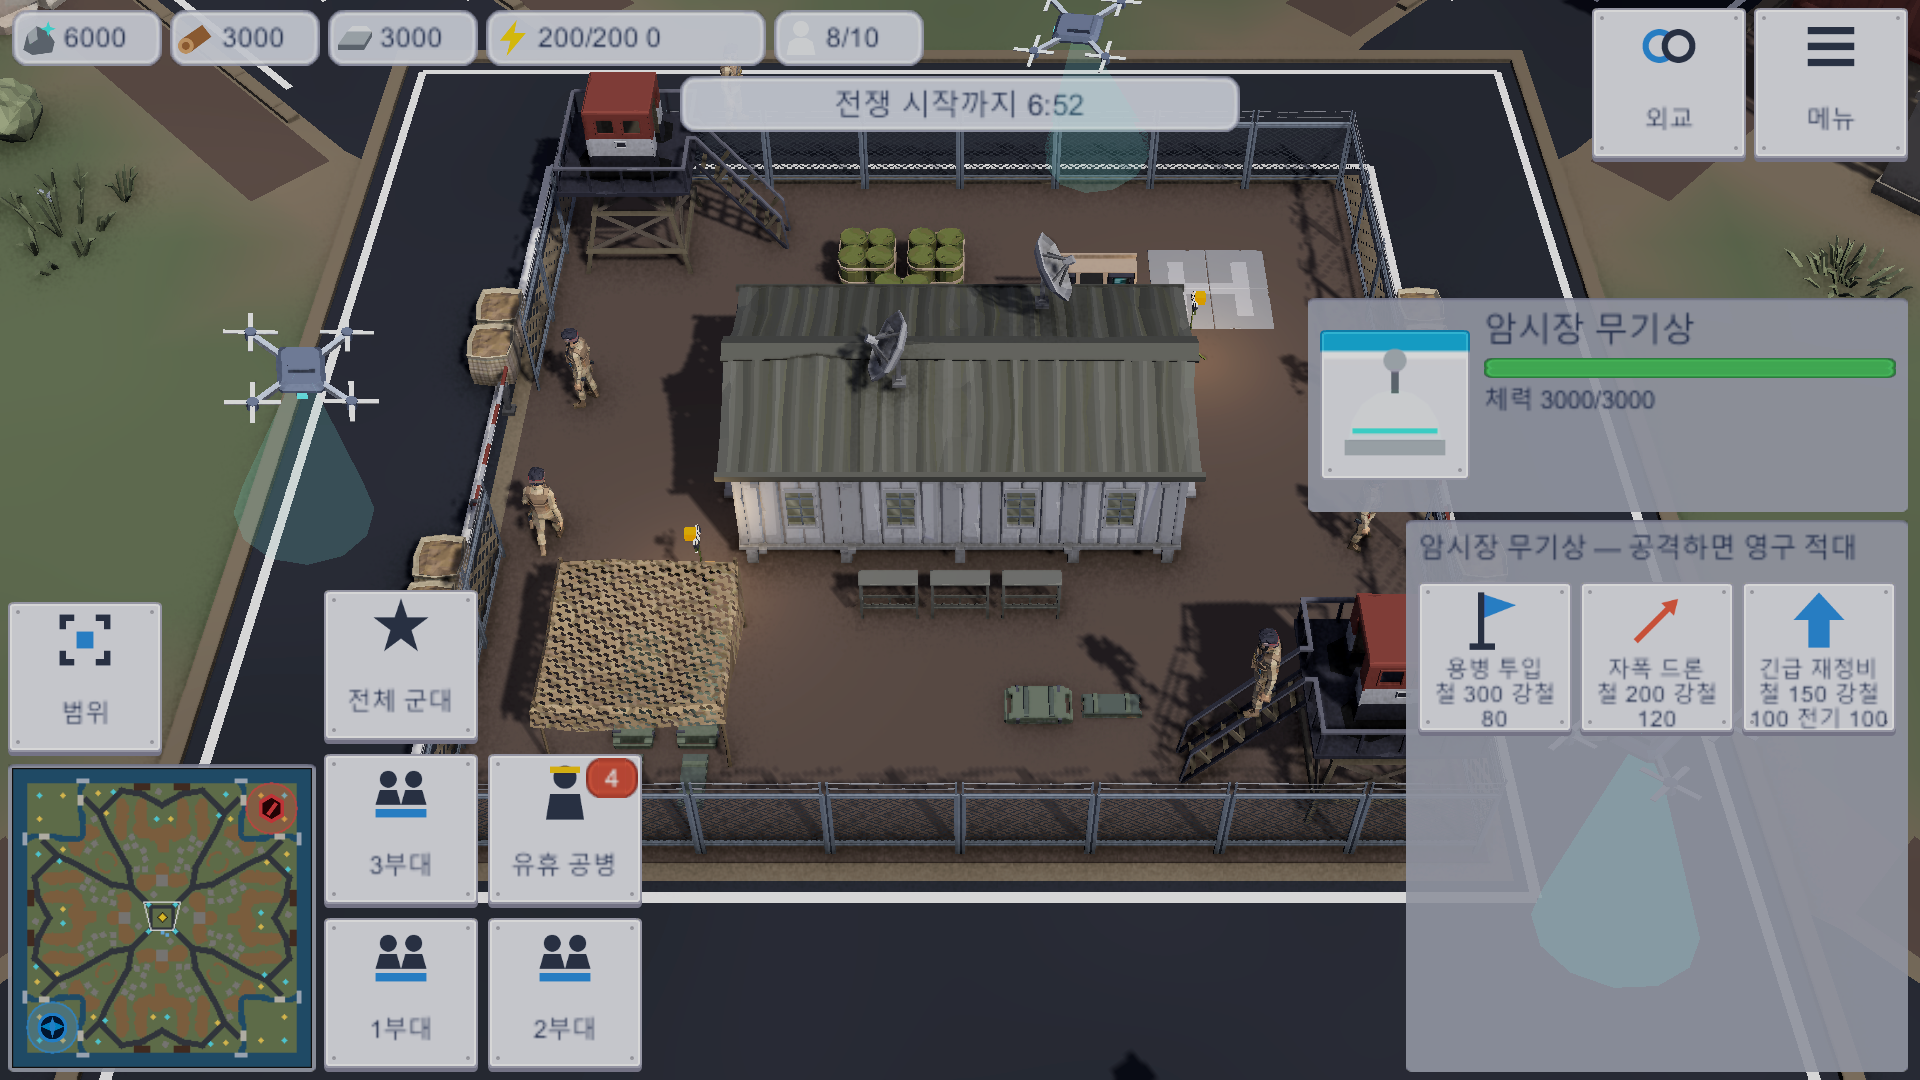 6000
3000
3000
200/200 0
8/10
전쟁 시작까지 6:52
외교
메뉴
암시장 무기상
체력 3000/3000
암시장 무기상 — 공격하면 영구 적대
용병 투입
철 300 강철
80
자폭 드론
철 200 강철
120
긴급 재정비
철 150 강철
100 전기 100
범위
전체 군대
3부대
4
유휴 공병
1부대
2부대